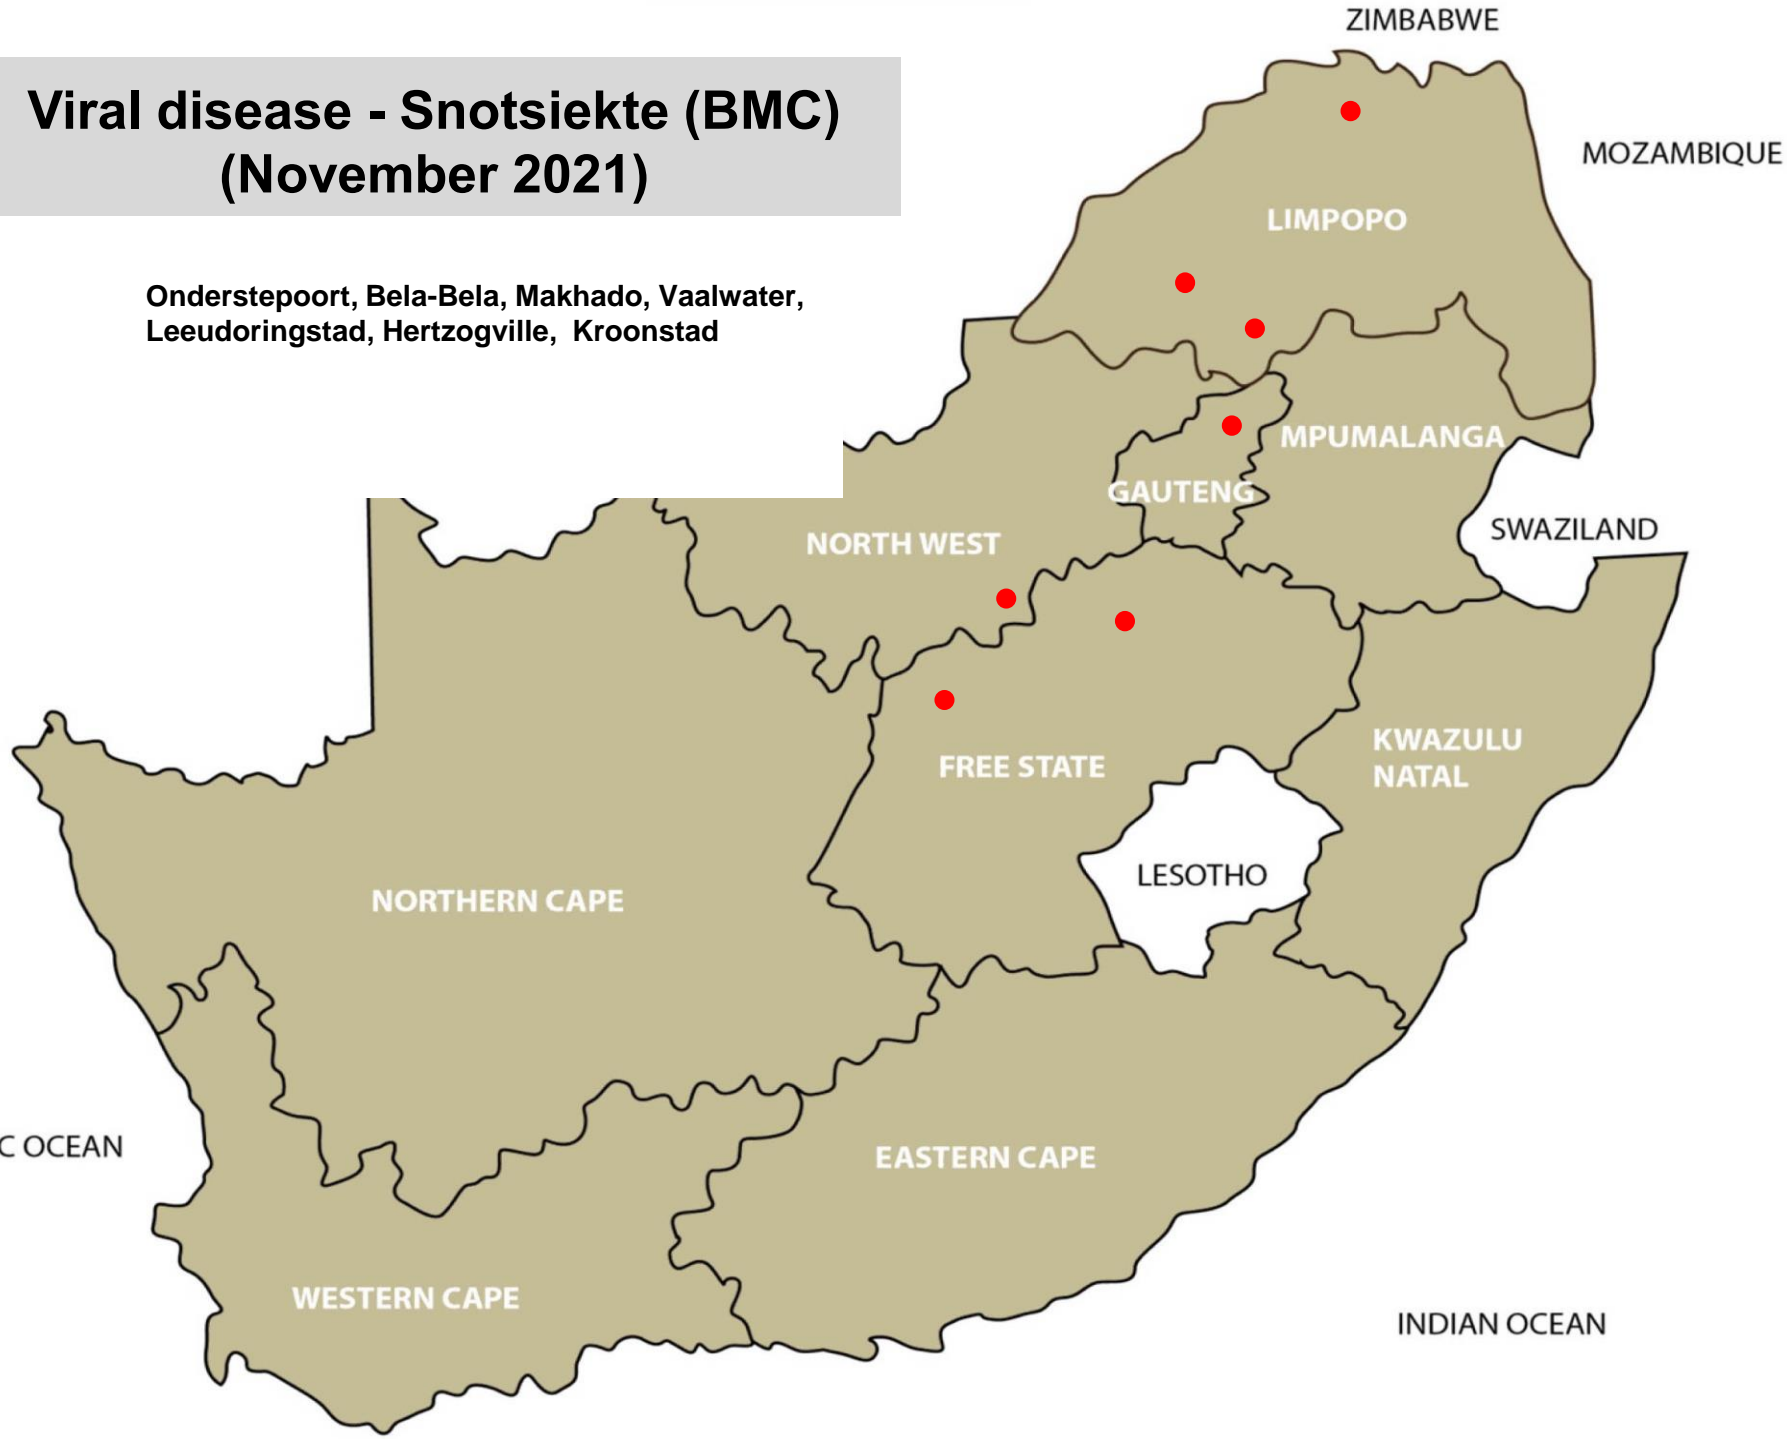 ZIMBABWE
Viral disease - Snotsiekte (BMC)
(November 2021)
MOZAMBIQUE
LIMPOPO
Onderstepoort, Bela-Bela, Makhado, Vaalwater,
Leeudoringstad, Hertzogville, Kroonstad
MPUMALANGA
GAUTENG
SWAZILAND
NORTH WEST
KWAZULU
NATAL
FREE STATE
LESOTHO
NORTHERN CAPE
C OCEAN
EASTERN CAPE
WESTERN CAPE
INDIAN OCEAN